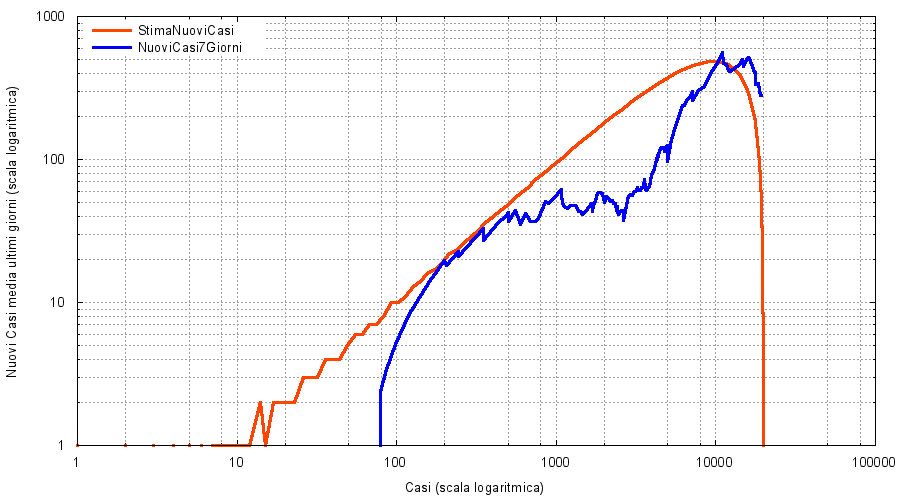 1000
StimaNuoviCasi
NuoviCasi7Giorni
100
10
1
1
10
100
1000
10000
100000
Nuovi Casi media ultimi giorni (scala logaritmica)
Casi (scala logaritmica)